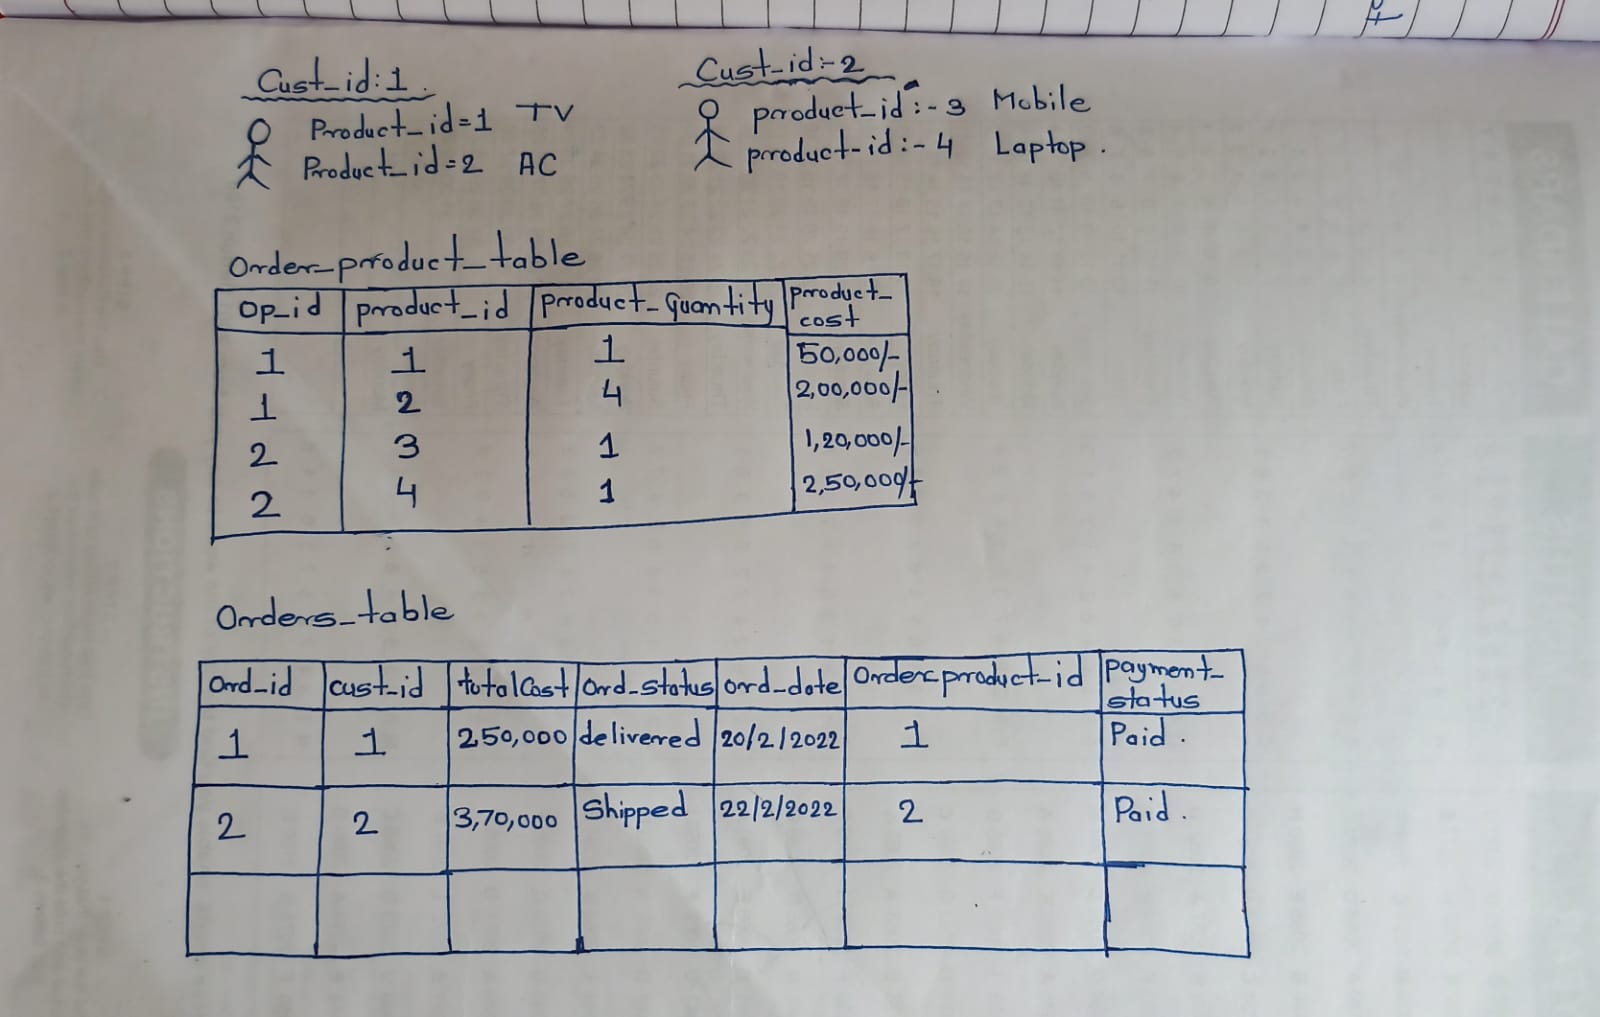 Cust_id:1.
Product_id=1 TV
Product_id=2 AC
Cust_id:-2
product_id:-3 Mobile
product-id:-4 Laptop.
Order_product_table
Op_id product_id product_Quantity product_cost
1 1 1 50,000/-
1 2 4 2,00,000/-
2 3 1 1,20,000/-
2 4 1 2,50,000/-
Orders_table
Ord_id cust_id totalCost Ord_status ord_date Order_product_id payment_status
1 1 250,000 delivered 20/2/2022 1 Paid.
2 2 3,70,000 Shipped 22/2/2022 2 Paid.